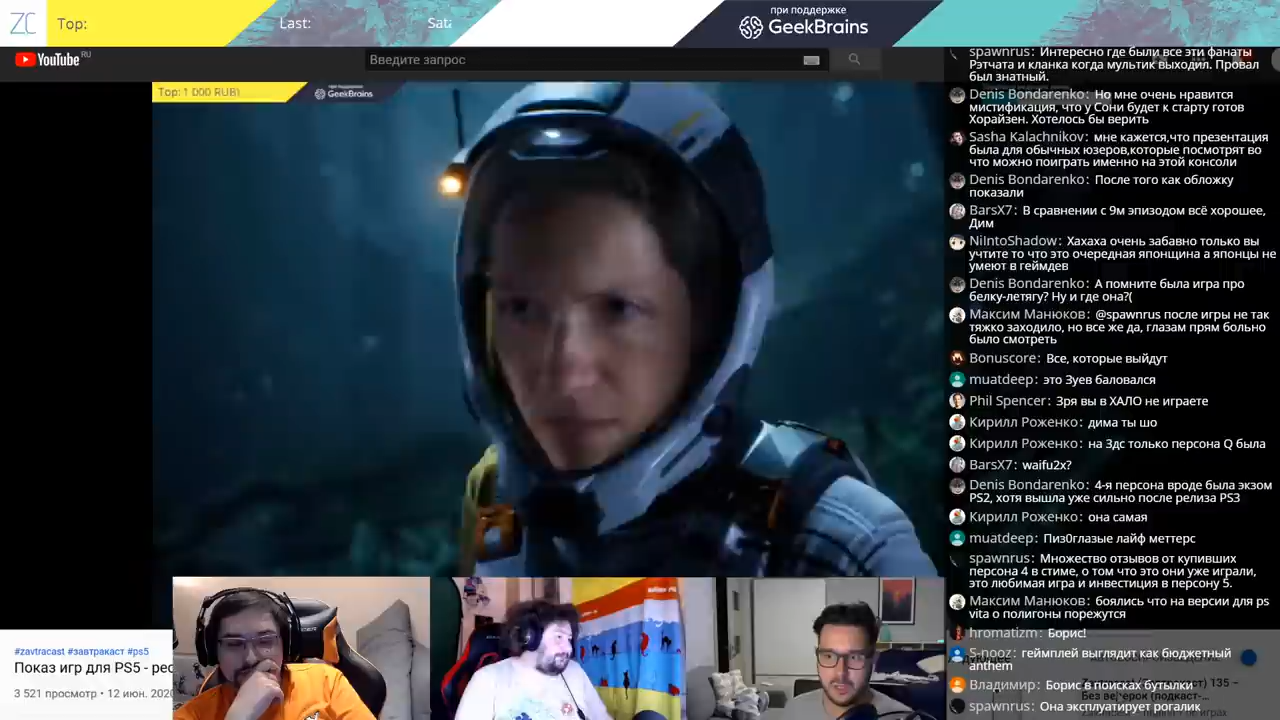 ZC
Top:
Last:
Sat:
при поддержке
GeekBrains
YouTube RU
Введите запрос
Top: 1 000 RUB)
при поддержке
GeekBrains
spawnrus: Интересно где были все эти фанаты
Рэтчата и кланка когда мультик выходил. Провал
был знатный.
Denis Bondarenko: Но мне очень нравится
мистификация, что у Сони будет к старту готов
Хорайзен. Хотелось бы верить
Sasha Kalachnikov: мне кажется,что презентация
была для обычных юзеров,которые посмотрят во
что можно поиграть именно на этой консоли
Denis Bondarenko: После того как обложку
показали
BarsX7: В сравнении с 9м эпизодом всё хорошее,
Дим
NiIntoShadow: Хахаха очень забавно только вы
учтите то что это очередная японщина а японцы не
умеют в геймдев
Denis Bondarenko: А помните была игра про
белку-летягу? Ну и где она?(
Максим Манюков: @spawnrus после игры не так
тяжко заходило, но все же да, глазам прям больно
было смотреть
Bonuscore: Все, которые выйдут
muatdeep: это Зуев баловался
Phil Spencer: Зря вы в ХАЛО не играете
Кирилл Роженко: дима ты шо
Кирилл Роженко: на 3дс только персона Q была
BarsX7: waifu2x?
Denis Bondarenko: 4-я персона вроде была экзом
PS2, хотя вышла уже сильно после релиза PS3
Кирилл Роженко: она самая
muatdeep: Пиз0глазые лайф меттерс
spawnrus: Множество отзывов от купивших
персона 4 в стиме, о том что это они уже играли,
это любимая игра и инвестиция в персону 5.
Максим Манюков: боялись что на версии для ps
vita о полигоны порежутся
hromatizm: Борис!
S-nooz: геймплей выглядит как бюджетный
anthem
Владимир: Борис в поисках бутылки
spawnrus: Она эксплуатирует рогалик
#zavtracast #завтракаст #ps5
Показ игр для PS5 - рес
3 521 просмотр • 12 июн. 2020
135 –